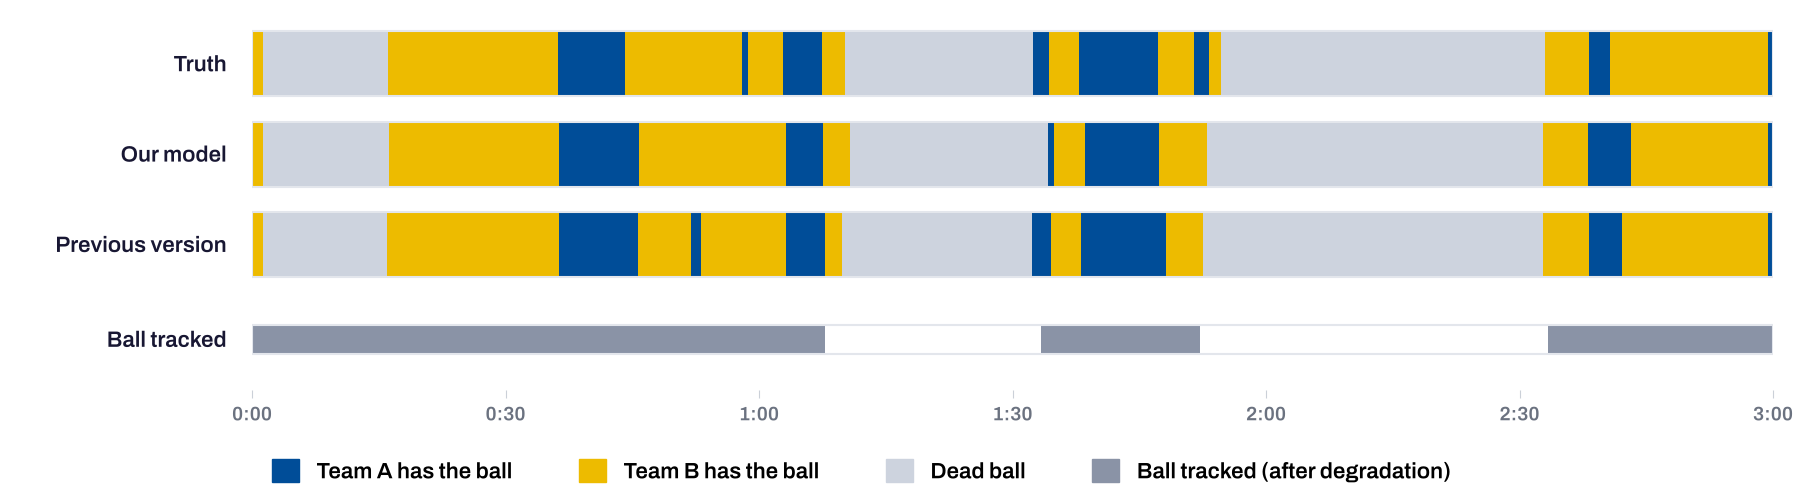 Truth
Our model
Previous version
Ball tracked
0:00 0:30 1:00 1:30 2:00 2:30 3:00
Team A has the ball Team B has the ball Dead ball Ball tracked (after degradation)